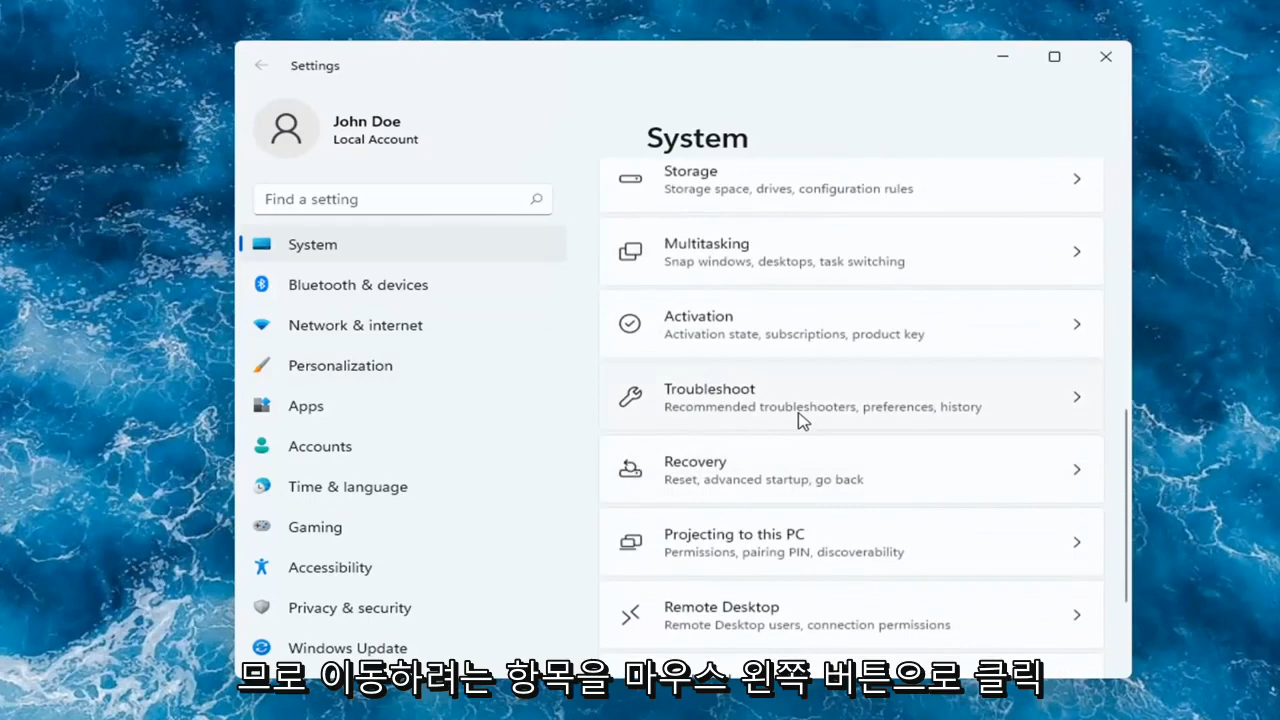 Settings
John Doe
Local Account
Find a setting
System
Bluetooth & devices
Network & internet
Personalization
Apps
Accounts
Time & language
Gaming
Accessibility
Privacy & security
Windows Update
System
Storage
Storage space, drives, configuration rules
Multitasking
Snap windows, desktops, task switching
Activation
Activation state, subscriptions, product key
Troubleshoot
Recommended troubleshooters, preferences, history
Recovery
Reset, advanced startup, go back
Projecting to this PC
Permissions, pairing PIN, discoverability
Remote Desktop
Remote Desktop users, connection permissions
므로 이동하려는 항목을 마우스 왼쪽 버튼으로 클릭